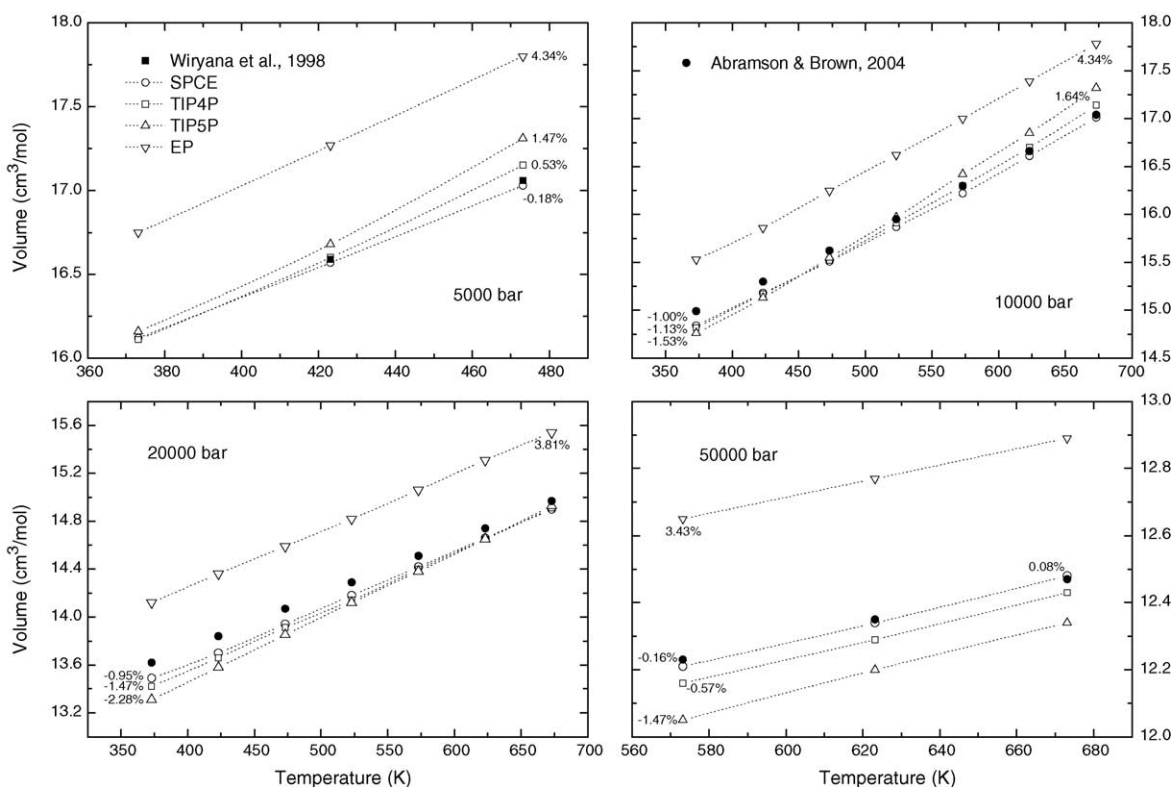 18.0
17.5
17.0
16.5
16.0
Volume (cm³/mol)
Wiryana et al., 1998
SPCE
TIP4P
TIP5P
EP
4.34%
1.47%
0.53%
-0.18%
5000 bar
360 380 400 420 440 460 480
18.0
17.5
17.0
16.5
16.0
15.5
15.0
14.5
Abramson & Brown, 2004
4.34%
1.64%
-1.00%
-1.13%
-1.53%
10000 bar
350 400 450 500 550 600 650 700
15.6
15.2
14.8
14.4
14.0
13.6
13.2
Volume (cm³/mol)
20000 bar
3.81%
-0.95%
-1.47%
-2.28%
350 400 450 500 550 600 650 700
Temperature (K)
13.0
12.8
12.6
12.4
12.2
12.0
50000 bar
3.43%
0.08%
-0.16%
-0.57%
-1.47%
560 580 600 620 640 660 680
Temperature (K)